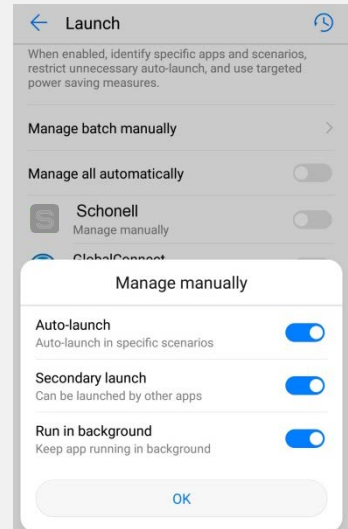 Launch
When enabled, identify specific apps and scenarios,
restrict unnecessary auto-launch, and use targeted
power saving measures.
Manage batch manually
Manage all automatically
S
Schonell
Manage manually
GlobalConnect
Manage manually
Auto-launch
Auto-launch in specific scenarios
Secondary launch
Can be launched by other apps
Run in background
Keep app running in background
OK